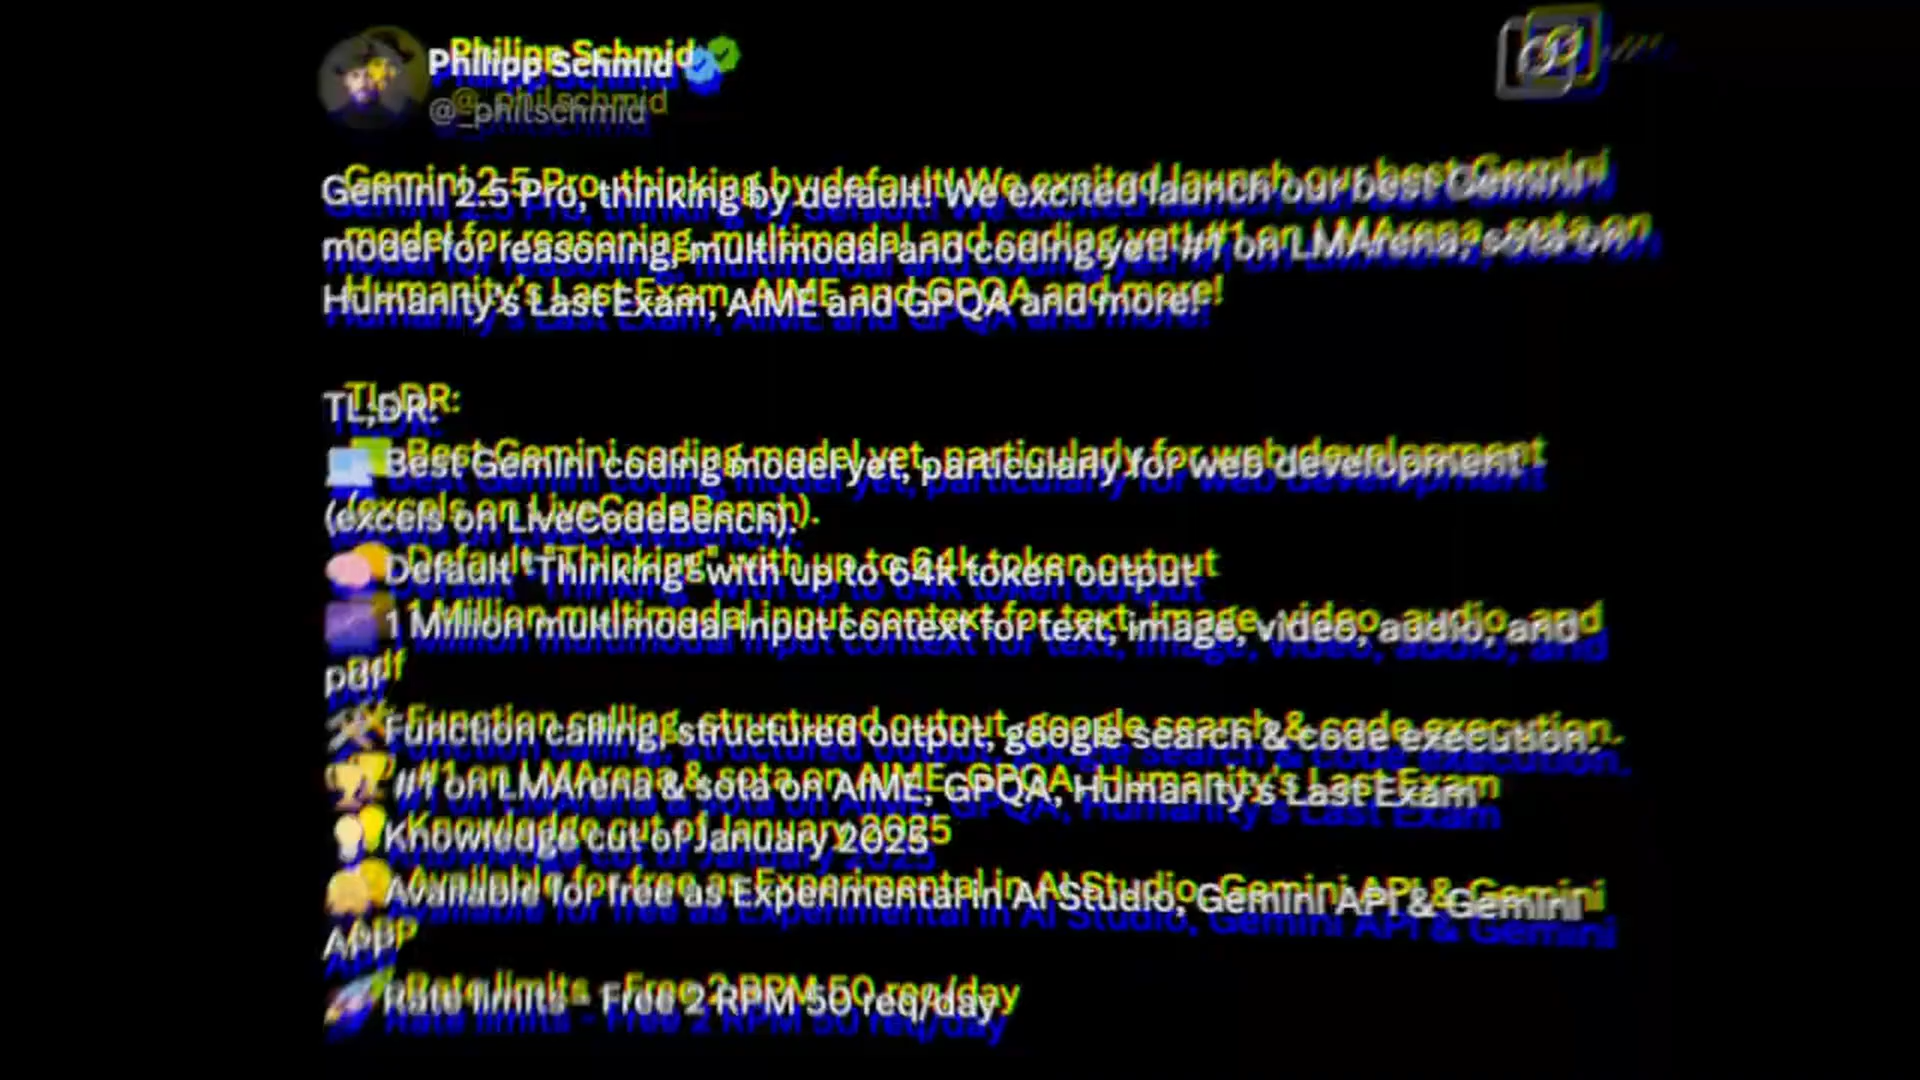 Philipp Schmid
@_philschmid
Gemini 2.5 Pro, thinking by default! We excited launch our best Gemini
model for reasoning, multimodal and coding yet! #1 on LMArena, sota on
Humanity's Last Exam, AIME and GPQA and more!
TL;DR:
Best Gemini coding model yet, particularly for web development
(excels on LiveCodeBench).
Default "Thinking" with up to 64k token output
1 Million multimodal input context for text, image, video, audio, and
pdf
Function calling, structured output, google search & code execution.
#1 on LMArena & sota on AIME, GPQA, Humanity's Last Exam
Knowledge cut of January 2025
Available for free as Experimental in AI Studio, Gemini API & Gemini
APP
Rate limits - Free 2 RPM 50 req/day